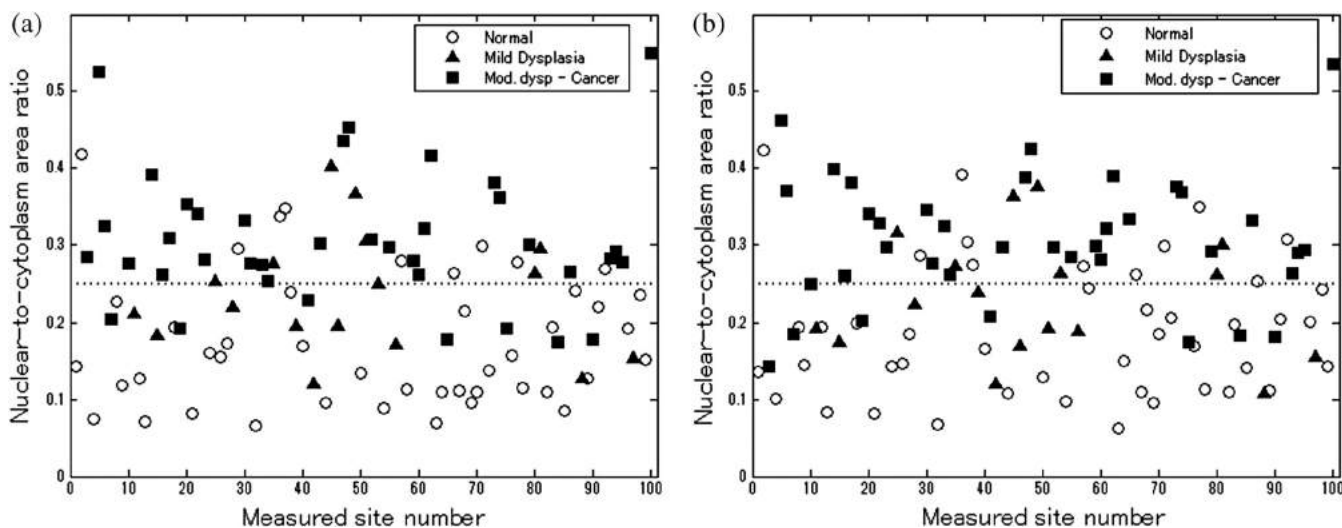 (a)
Nuclear-to-cytoplasm area ratio
0.5
0.4
0.3
0.2
0.1
0
Normal
Mild Dysplasia
Mod. dysp - Cancer
0 10 20 30 40 50 60 70 80 90 100
Measured site number
(b)
Nuclear-to-cytoplasm area ratio
0.5
0.4
0.3
0.2
0.1
0
Normal
Mild Dysplasia
Mod. dysp - Cancer
0 10 20 30 40 50 60 70 80 90 100
Measured site number